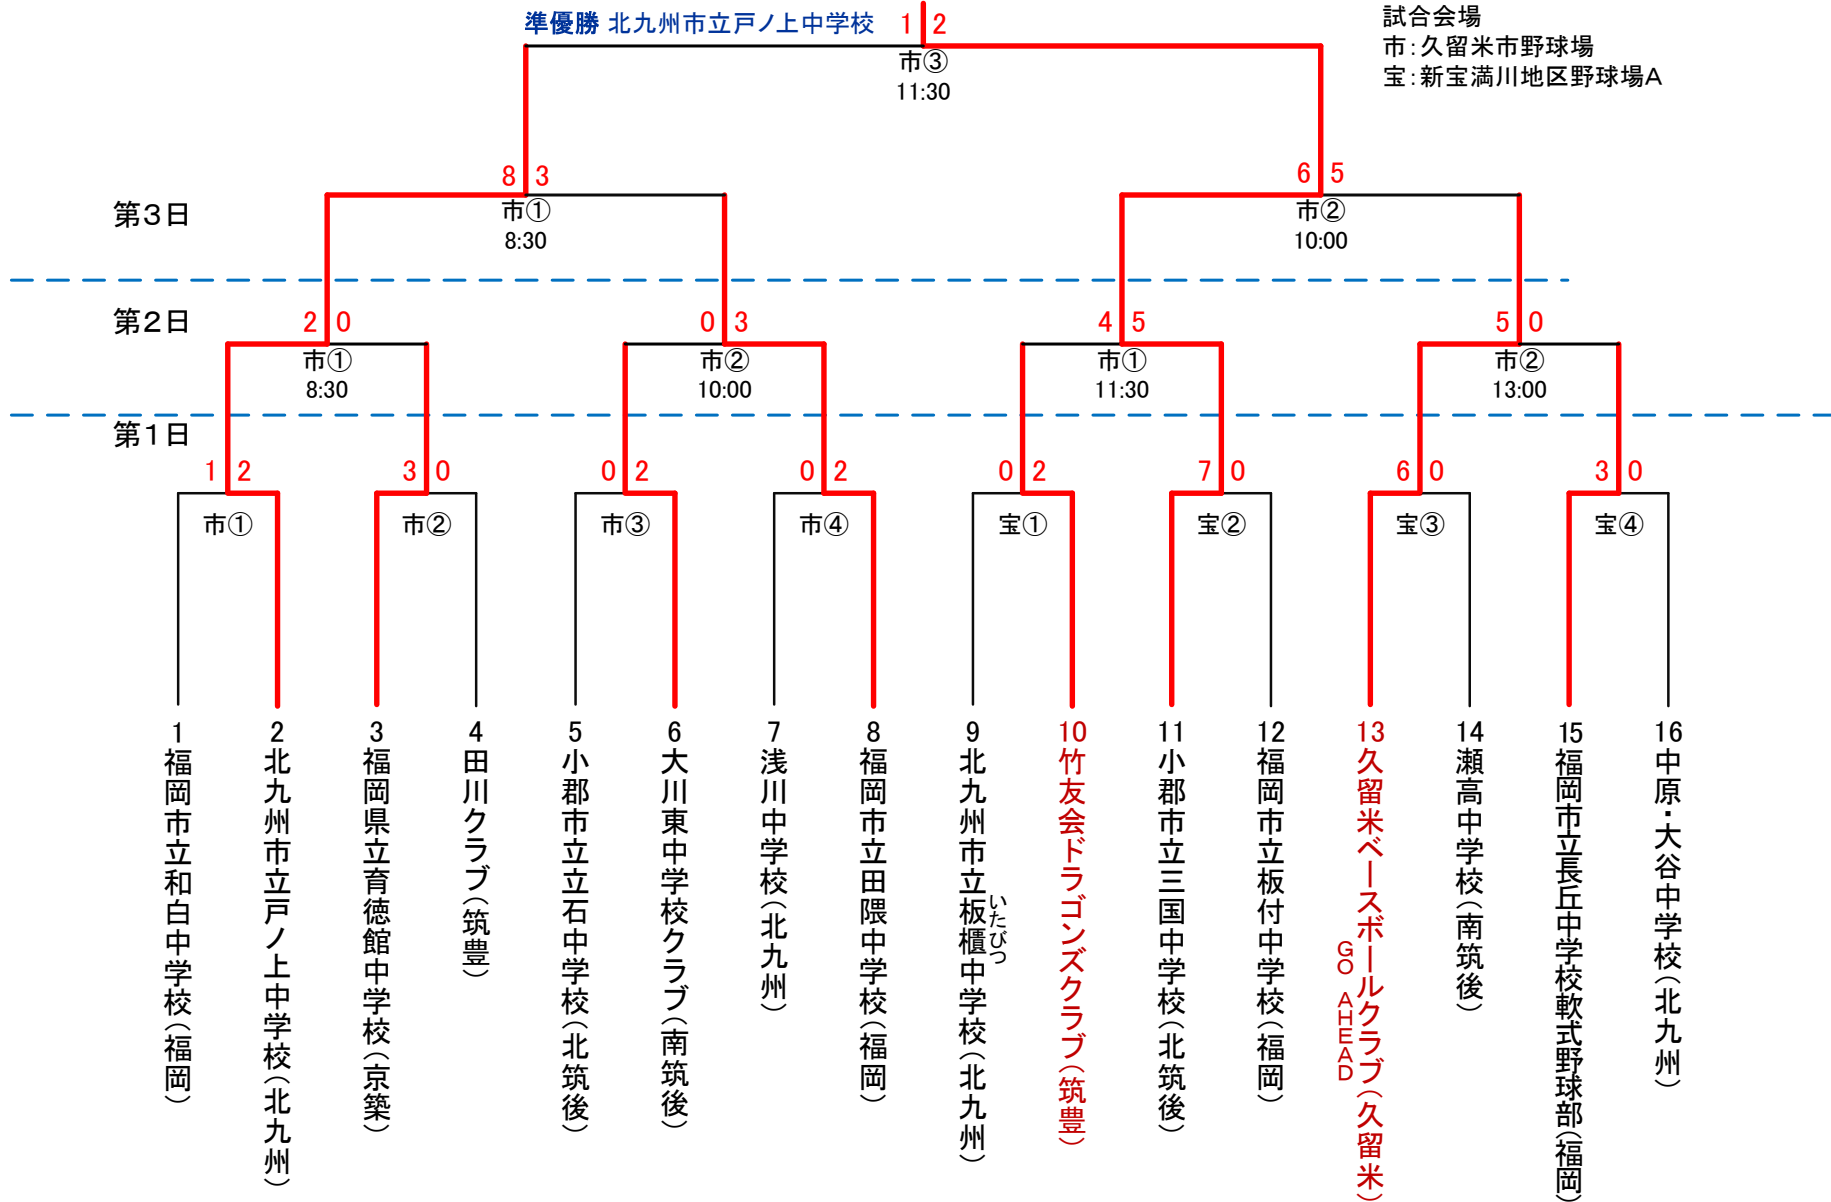 準優勝 北九州市立戸ノ上中学校
1 2
市③
11:30
試合会場
市:久留米市野球場
宝:新宝満川地区野球場A
8 3
市①
8:30
6 5
市②
10:00
第3日
第2日
2 0
市①
8:30
0 3
市②
10:00
4 5
市①
11:30
5 0
市②
13:00
第1日
1 2
市①
3 0
市②
0 2
市③
0 2
市④
0 2
宝①
7 0
宝②
6 0
宝③
3 0
宝④
1 福岡市立和白中学校(福岡)
2 北九州市立戸ノ上中学校(北九州)
3 福岡県立育徳館中学校(京築)
4 田川クラブ(筑豊)
5 小郡市立立石中学校(北筑後)
6 大川東中学校クラブ(南筑後)
7 浅川中学校(北九州)
8 福岡市立田隈中学校(福岡)
9 北九州市立板櫃中学校(北九州)
いたびつ
10 竹友会ドラゴンズクラブ(筑豊)
11 小郡市立三国中学校(北筑後)
12 福岡市立板付中学校(福岡)
13 久留米ベースボールクラブ(久留米)
GO AHEAD
14 瀬高中学校(南筑後)
15 福岡市立長丘中学校軟式野球部(福岡)
16 中原・大谷中学校(北九州)